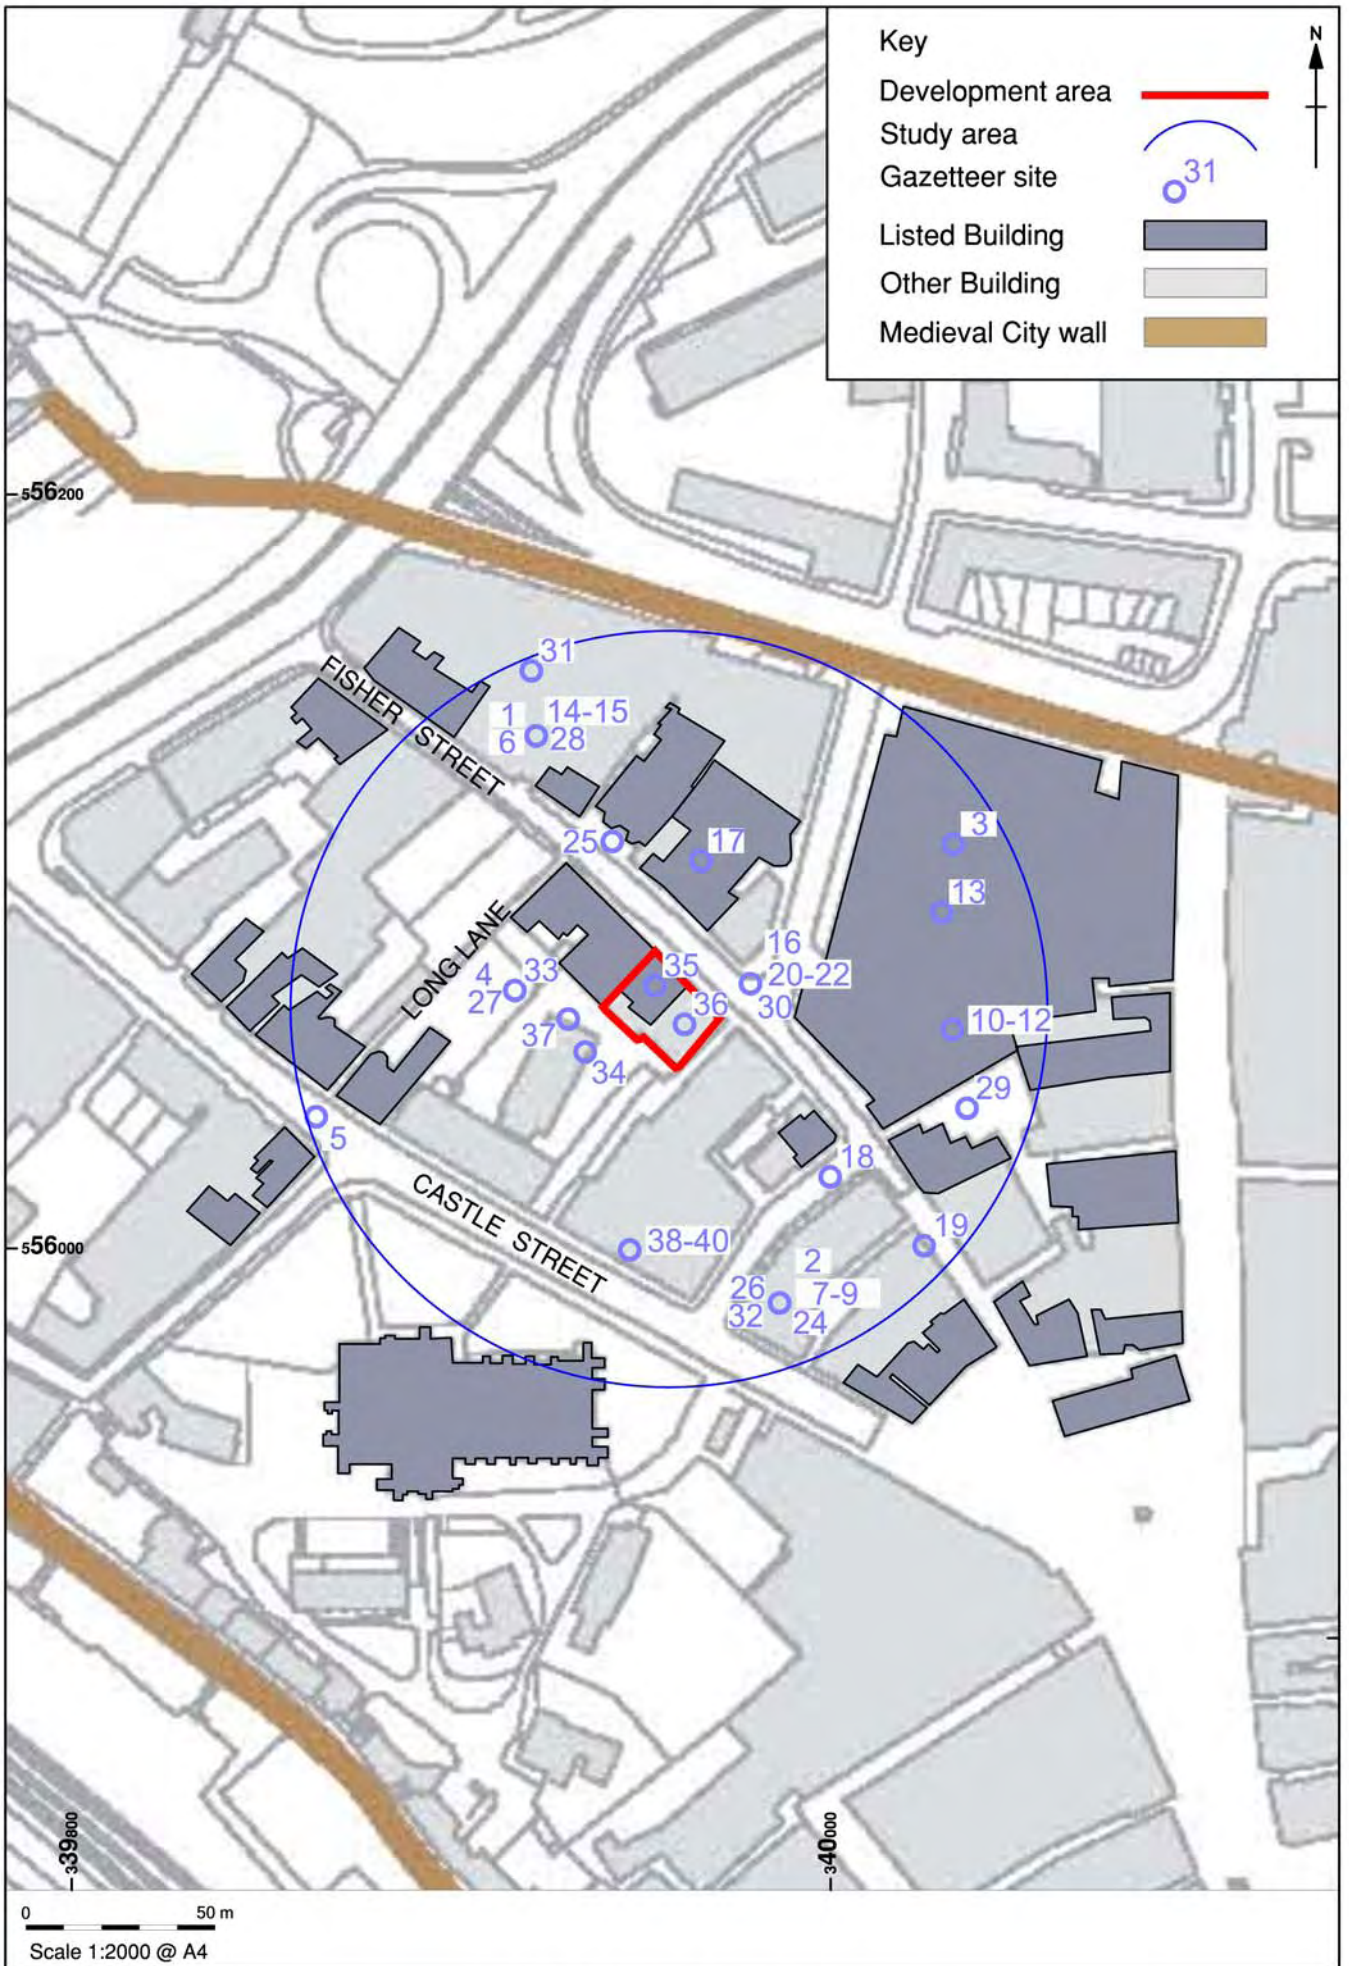 N
Key
Development area
Study area
Gazetteer site
31
Listed Building
Other Building
Medieval City wall
556200
31
FISHER STREET
1
14-15
6
28
25
17
3
13
LONG LANE
16
4
33
35
20-22
27
36
30
10-12
37
34
29
5
18
CASTLE STREET
38-40
19
2
26
7-9
32
24
556000
339800
340000
0
50 m
Scale 1:2000 @ A4